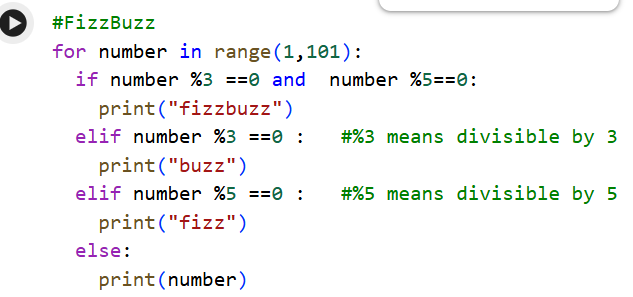 #FizzBuzz
for number in range(1,101):
  if number %3 ==0 and  number %5==0:
    print("fizzbuzz")
  elif number %3 ==0 :   #%3 means divisible by 3
    print("buzz")
  elif number %5 ==0 :   #%5 means divisible by 5
    print("fizz")
  else:
    print(number)